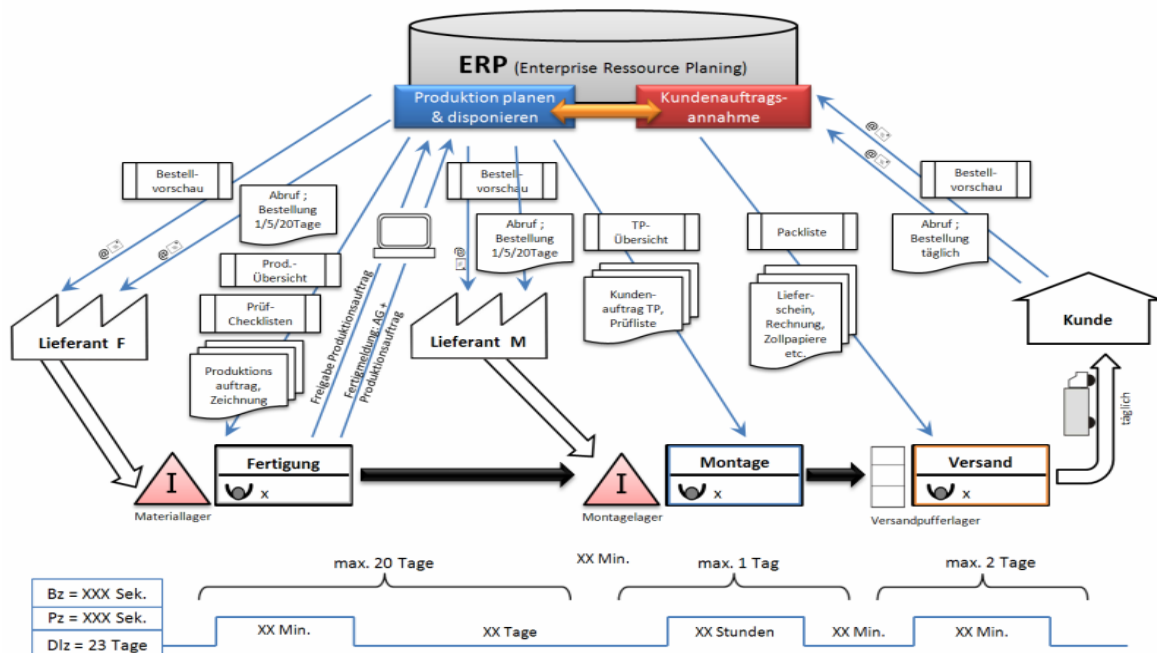 ERP (Enterprise Ressource Planing)
Produktion planen
& disponieren
Kundenauftrags-
annahme
Bestell-
vorschau
Abruf ;
Bestellung
1/5/20Tage
Prod.-
Übersicht
Prüf-
Checklisten
Produktions
auftrag,
Zeichnung
Freigabe Produktionsauftrag
Fertigmeldung: AG +
Produktionsauftrag
Bestell-
vorschau
Abruf ;
Bestellung
1/5/20Tage
TP-
Übersicht
Kunden-
auftrag TP,
Prüfliste
Packliste
Liefer-
schein,
Rechnung,
Zollpapiere
etc.
Bestell-
vorschau
Abruf ;
Bestellung
täglich
@
@
@
@
@
Lieferant F
Lieferant M
Kunde
täglich
I
Materiallager
Fertigung
x
I
Montagelager
Montage
x
Versandpufferlager
Versand
x
max. 20 Tage
XX Min.
max. 1 Tag
max. 2 Tage
Bz = XXX Sek.
Pz = XXX Sek.
Dlz = 23 Tage
XX Min.
XX Tage
XX Stunden
XX Min.
XX Min.